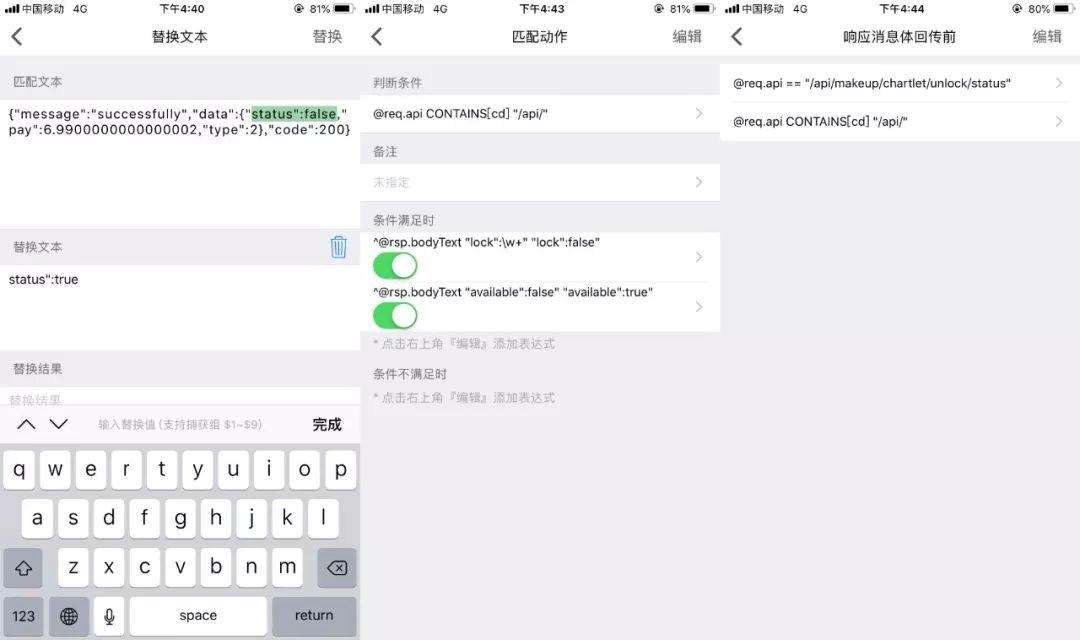 中国移动 4G 下午4:40 81%
替换文本 替换
匹配文本
{"message":"successfully","data":{"status":false,"
pay":6.9900000000000002,"type":2},"code":200}
替换文本
status":true
替换结果
替换结果
输入替换值(支持捕获组 $1~$9) 完成
q w e r t y u i o p
a s d f g h j k l
z x c v b n m
123 space return
中国移动 4G 下午4:43 81%
匹配动作 编辑
判断条件
@req.api CONTAINS[cd] "/api/"
备注
未指定
条件满足时
^@rsp.bodyText "lock":\w+" "lock":false"
^@rsp.bodyText "available":false" "available":true"
* 点击右上角『编辑』添加表达式
条件不满足时
* 点击右上角『编辑』添加表达式
中国移动 4G 下午4:44 80%
响应消息体回传前 编辑
@req.api == "/api/makeup/chartlet/unlock/status"
@req.api CONTAINS[cd] "/api/"